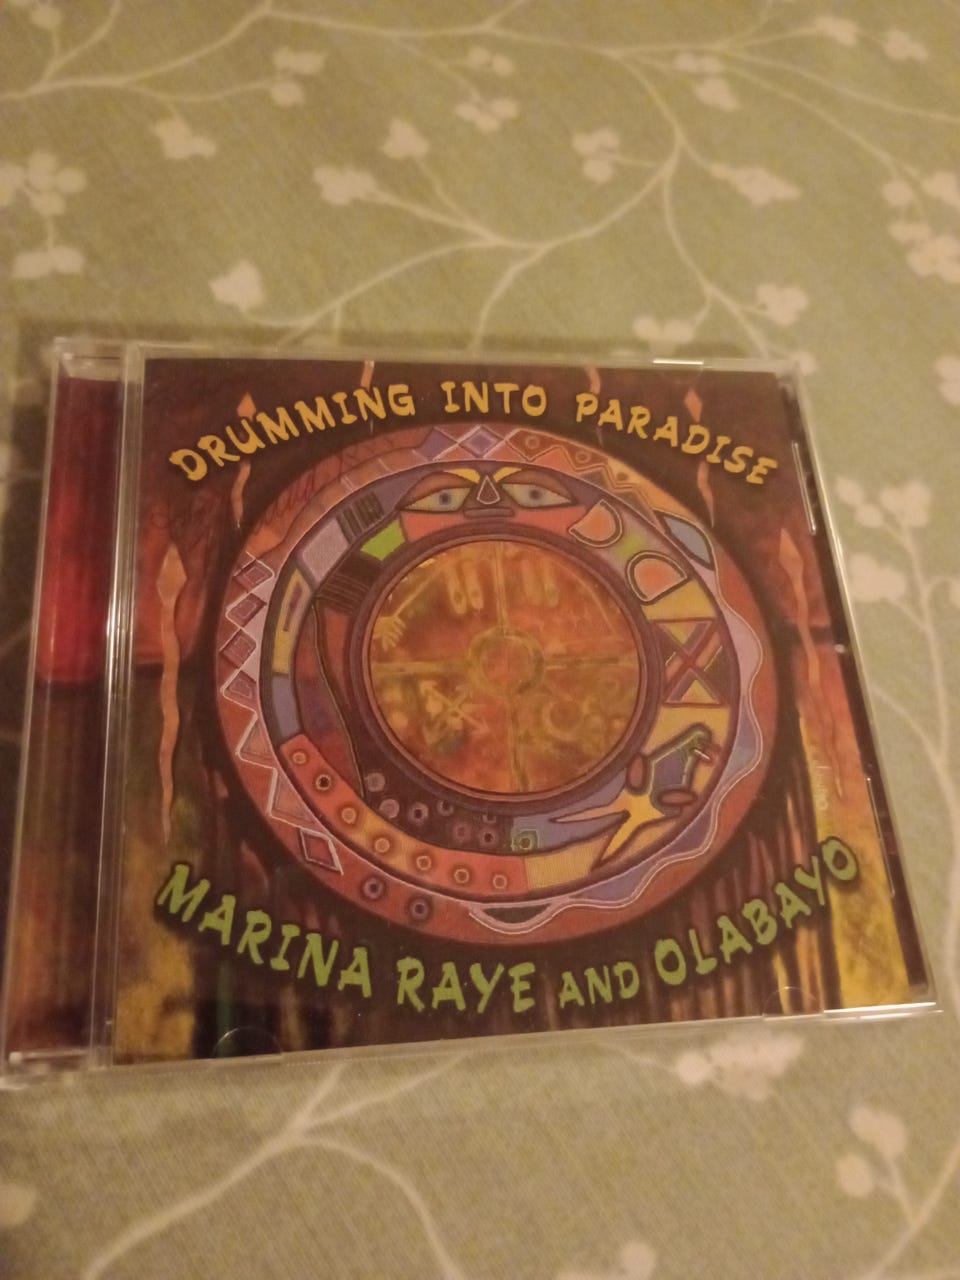 DRUMMING INTO PARADISE
MARINA RAYE AND OLABAYO